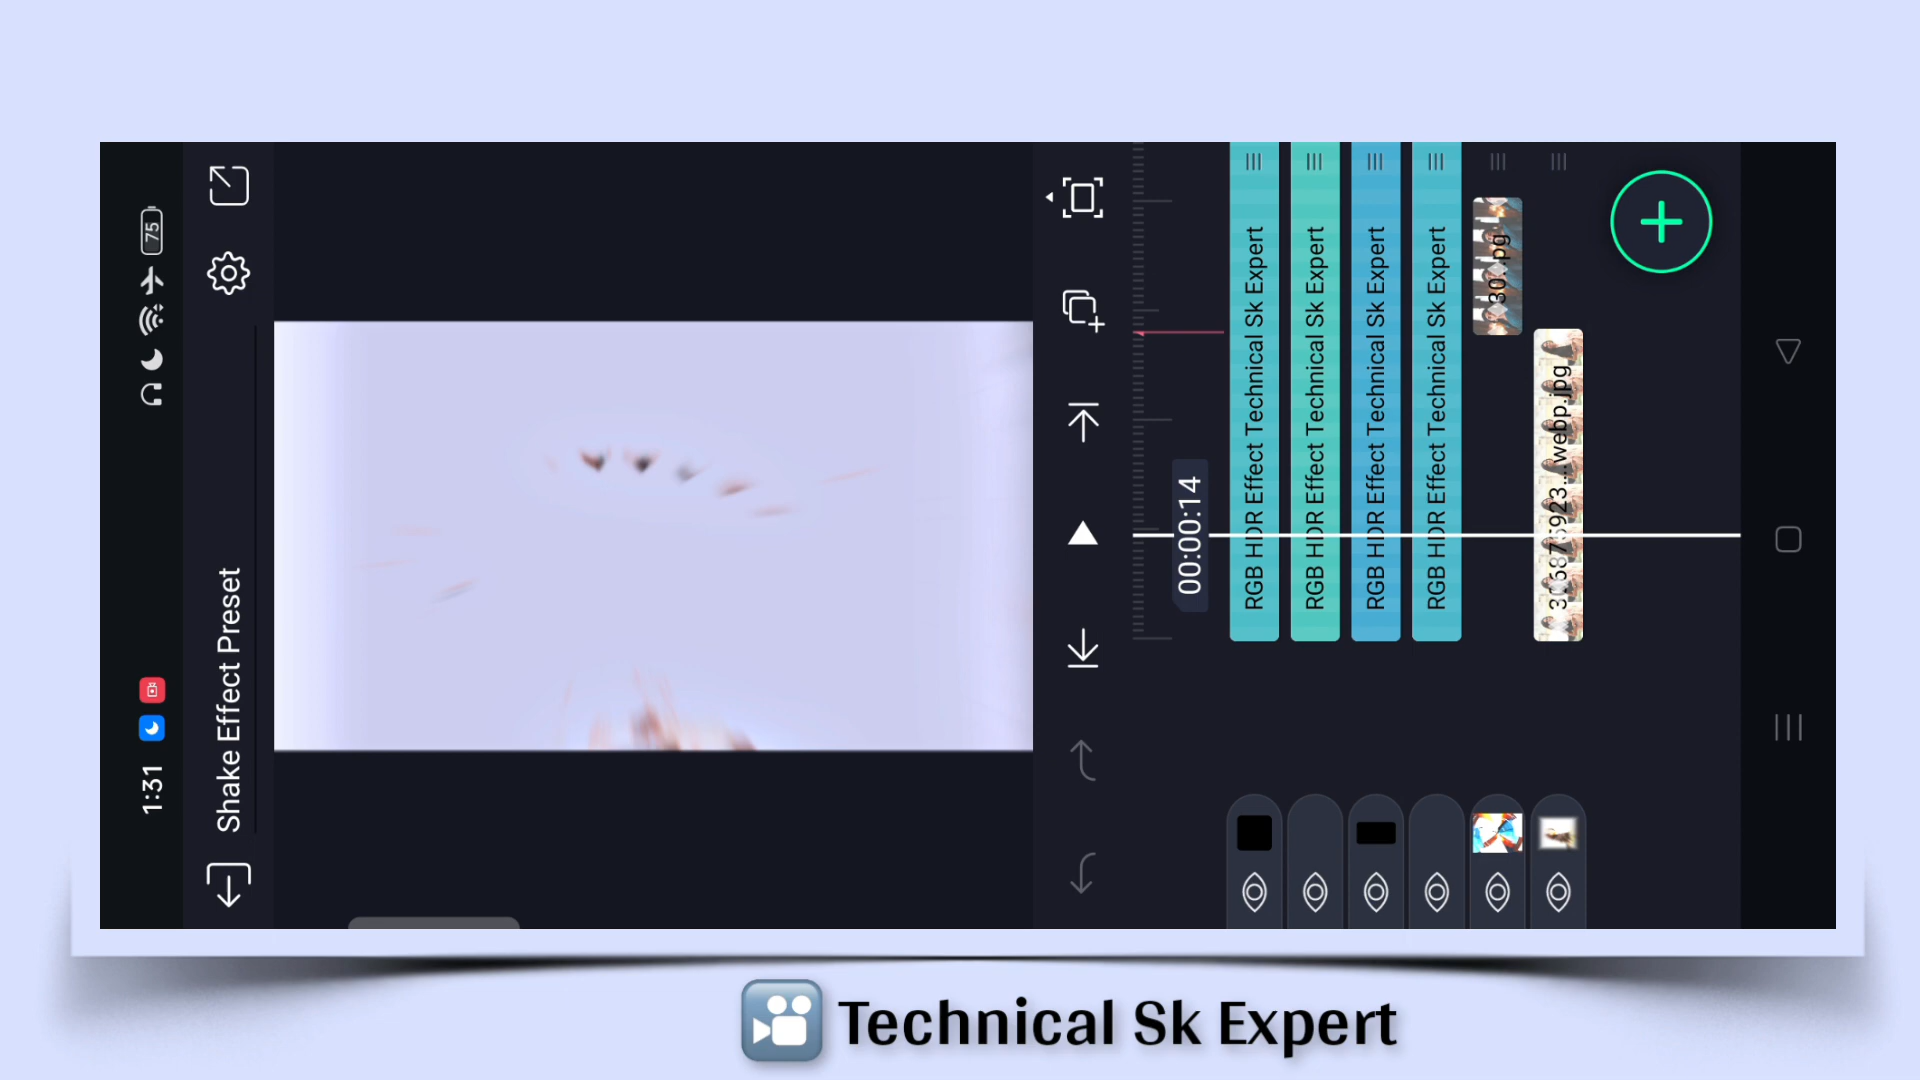 1:31
75
Shake Effect Preset
00:00:14
RGB HDR Effect Technical Sk Expert
RGB HDR Effect Technical Sk Expert
RGB HDR Effect Technical Sk Expert
RGB HDR Effect Technical Sk Expert
Technical Sk Expert